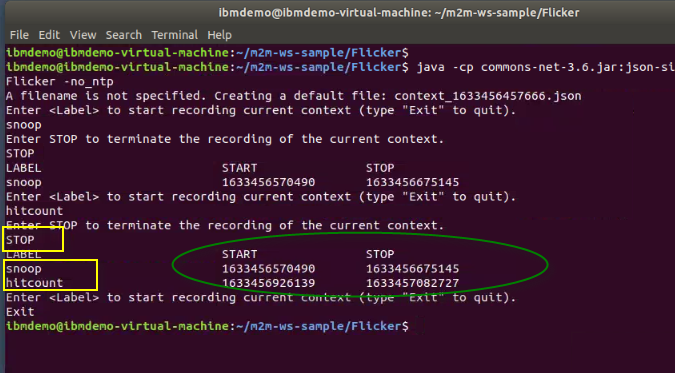 ibmdemo@ibmdemo-virtual-machine: ~/m2m-ws-sample/Flicker
File Edit View Search Terminal Help
ibmdemo@ibmdemo-virtual-machine:~/m2m-ws-sample/Flicker$
ibmdemo@ibmdemo-virtual-machine:~/m2m-ws-sample/Flicker$ java -cp commons-net-3.6.jar:json-si
Flicker -no_ntp
A filename is not specified. Creating a default file: context_1633456457666.json
Enter <Label> to start recording current context (type "Exit" to quit).
snoop
Enter STOP to terminate the recording of the current context.
STOP
LABEL START STOP
snoop 1633456570490 1633456675145
Enter <Label> to start recording current context (type "Exit" to quit).
hitcount
Enter STOP to terminate the recording of the current context.
STOP
LABEL START STOP
snoop 1633456570490 1633456675145
hitcount 1633456926139 1633457082727
Enter <Label> to start recording current context (type "Exit" to quit).
Exit
ibmdemo@ibmdemo-virtual-machine:~/m2m-ws-sample/Flicker$